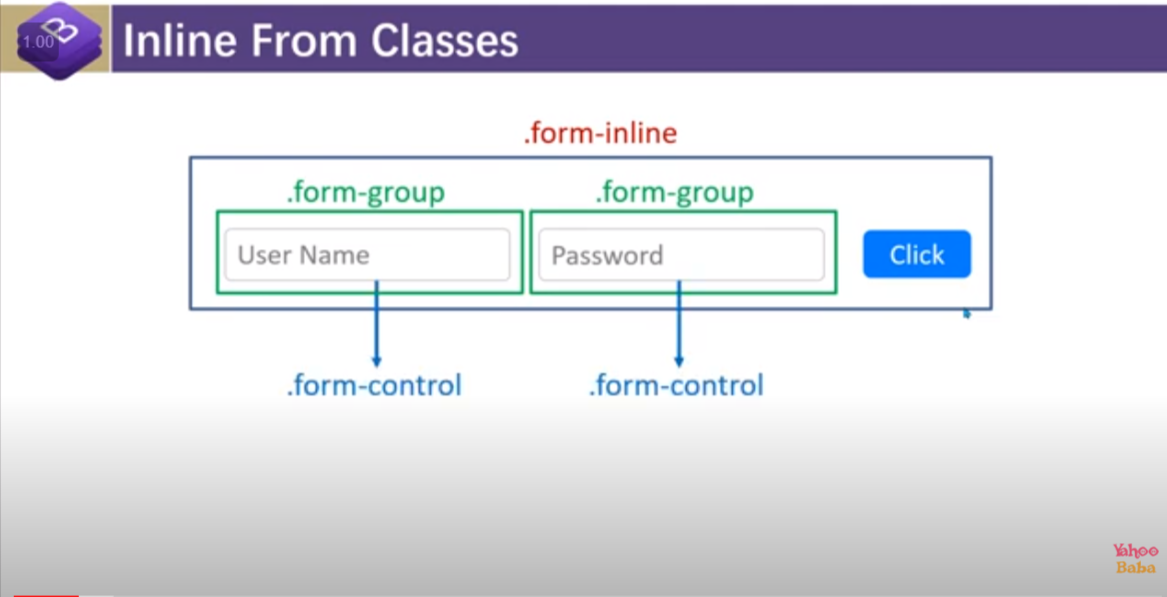 1.00
Inline From Classes
.form-inline
.form-group .form-group
User Name Password Click
.form-control .form-control
Yahoo
Baba